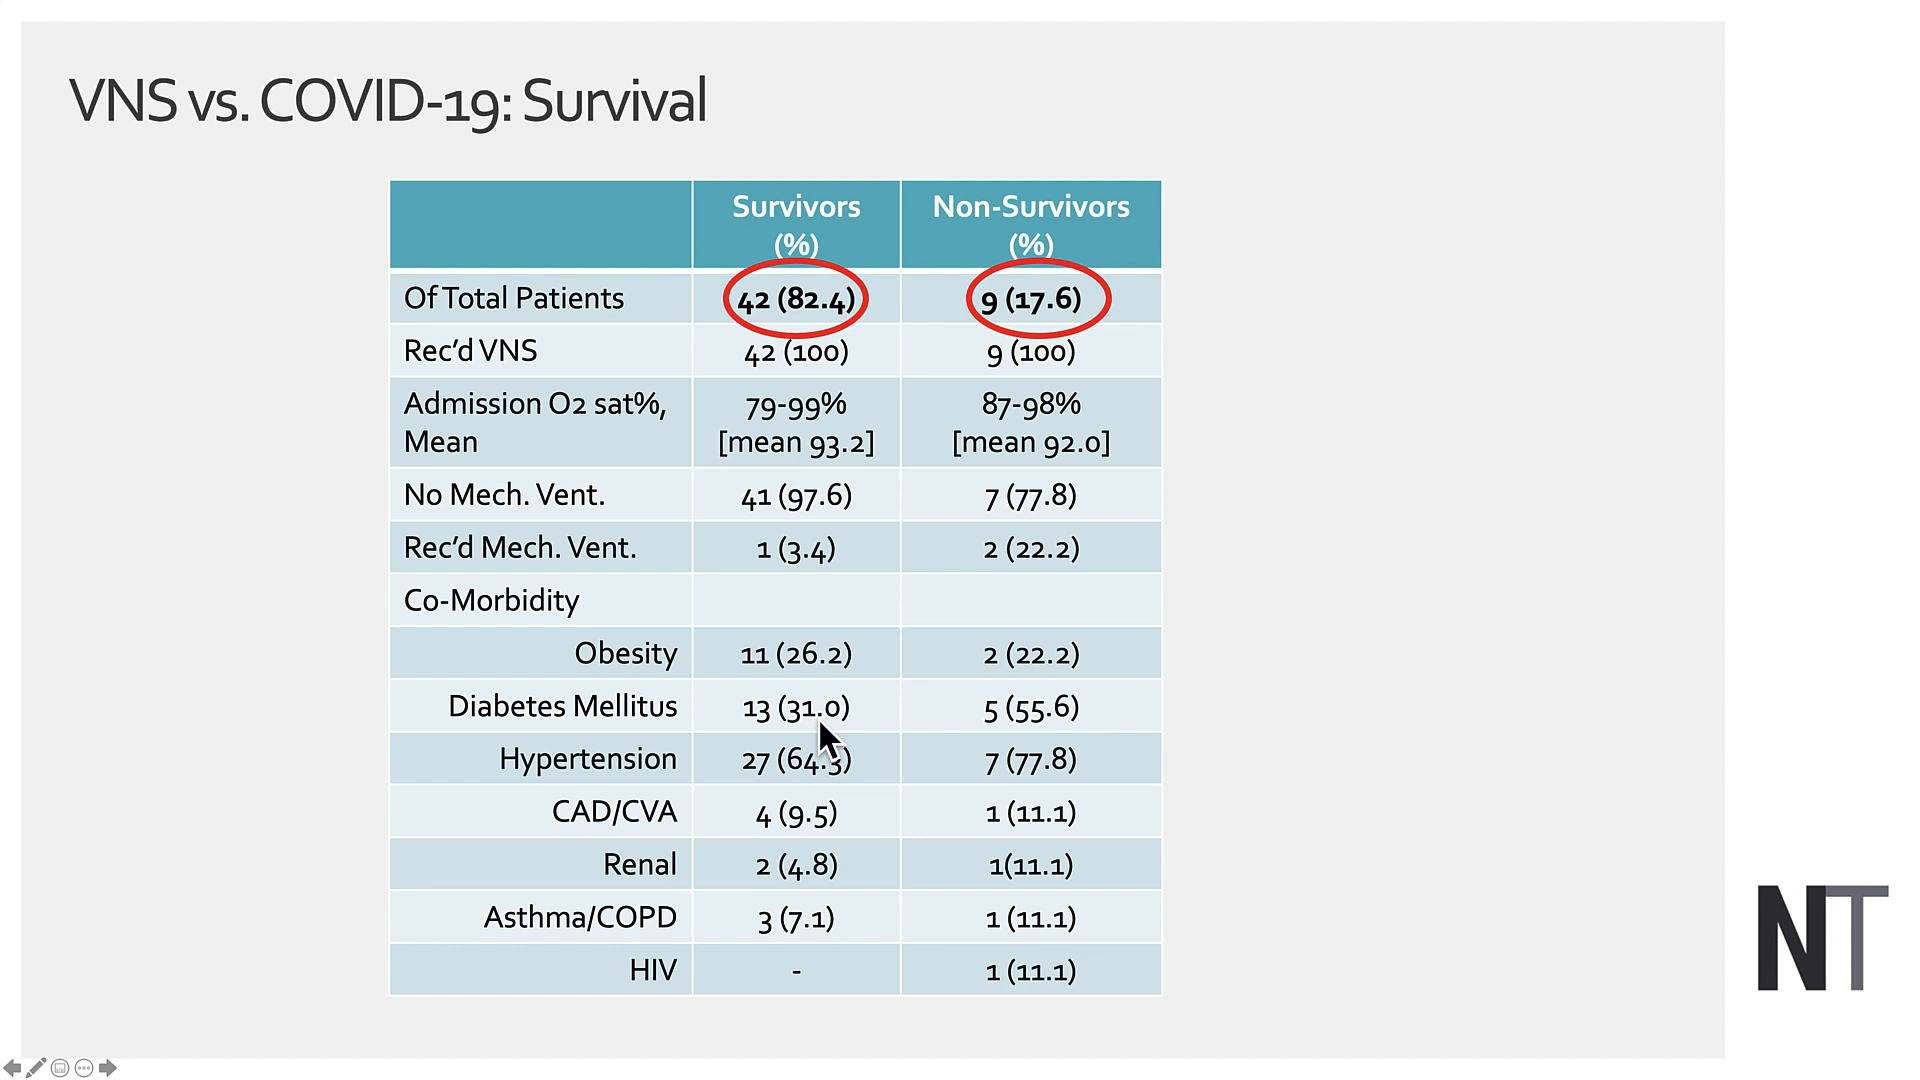 VNS vs. COVID-19: Survival
Survivors (%)
Non-Survivors (%)
Of Total Patients 42 (82.4) 9 (17.6)
Rec'd VNS 42 (100) 9 (100)
Admission O2 sat%, Mean 79-99% [mean 93.2] 87-98% [mean 92.0]
No Mech. Vent. 41 (97.6) 7 (77.8)
Rec'd Mech. Vent. 1 (3.4) 2 (22.2)
Co-Morbidity
Obesity 11 (26.2) 2 (22.2)
Diabetes Mellitus 13 (31.0) 5 (55.6)
Hypertension 27 (64.3) 7 (77.8)
CAD/CVA 4 (9.5) 1 (11.1)
Renal 2 (4.8) 1(11.1)
Asthma/COPD 3 (7.1) 1 (11.1)
HIV - 1 (11.1)
NT